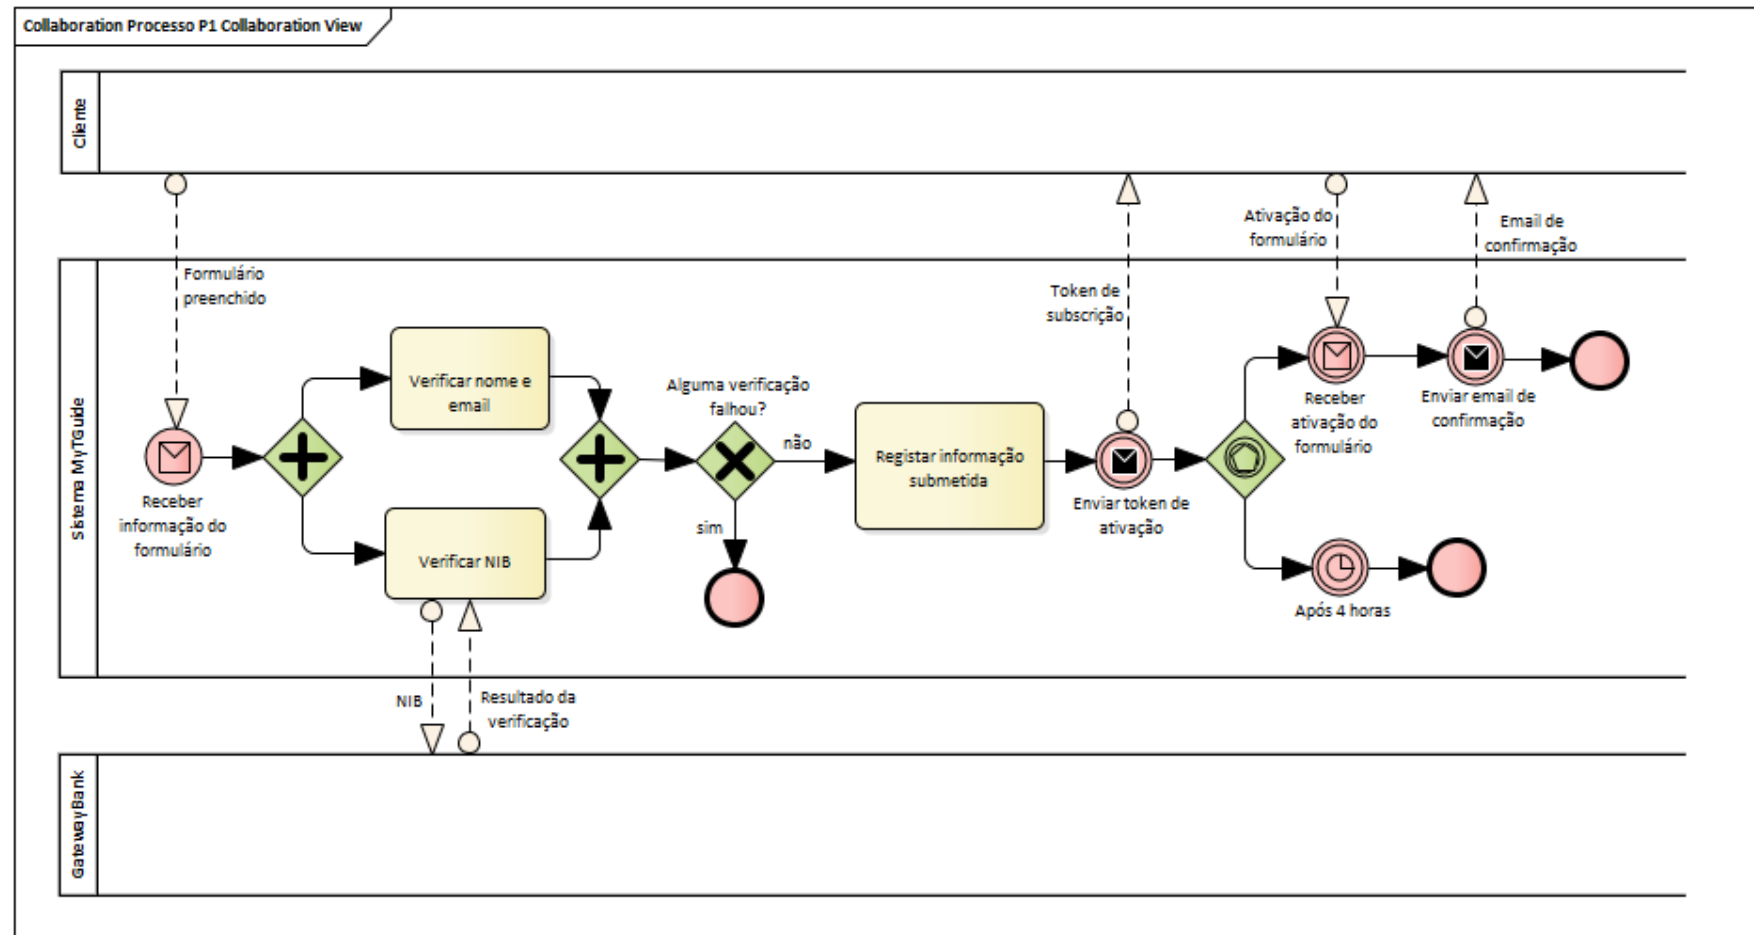 Collaboration Processo P1 Collaboration View
Cliente
Formulário
preenchido
Ativação do
formulário
Email de
confirmação
Token de
subscrição
Sistema MyTGuide
Receber
informação do
formulário
Verificar nome e
email
Verificar NIB
Alguma verificação
falhou?
não
sim
Registar informação
submetida
Enviar token de
ativação
Receber
ativação do
formulário
Enviar email de
confirmação
Após 4 horas
NIB
Resultado da
verificação
GatewayBank